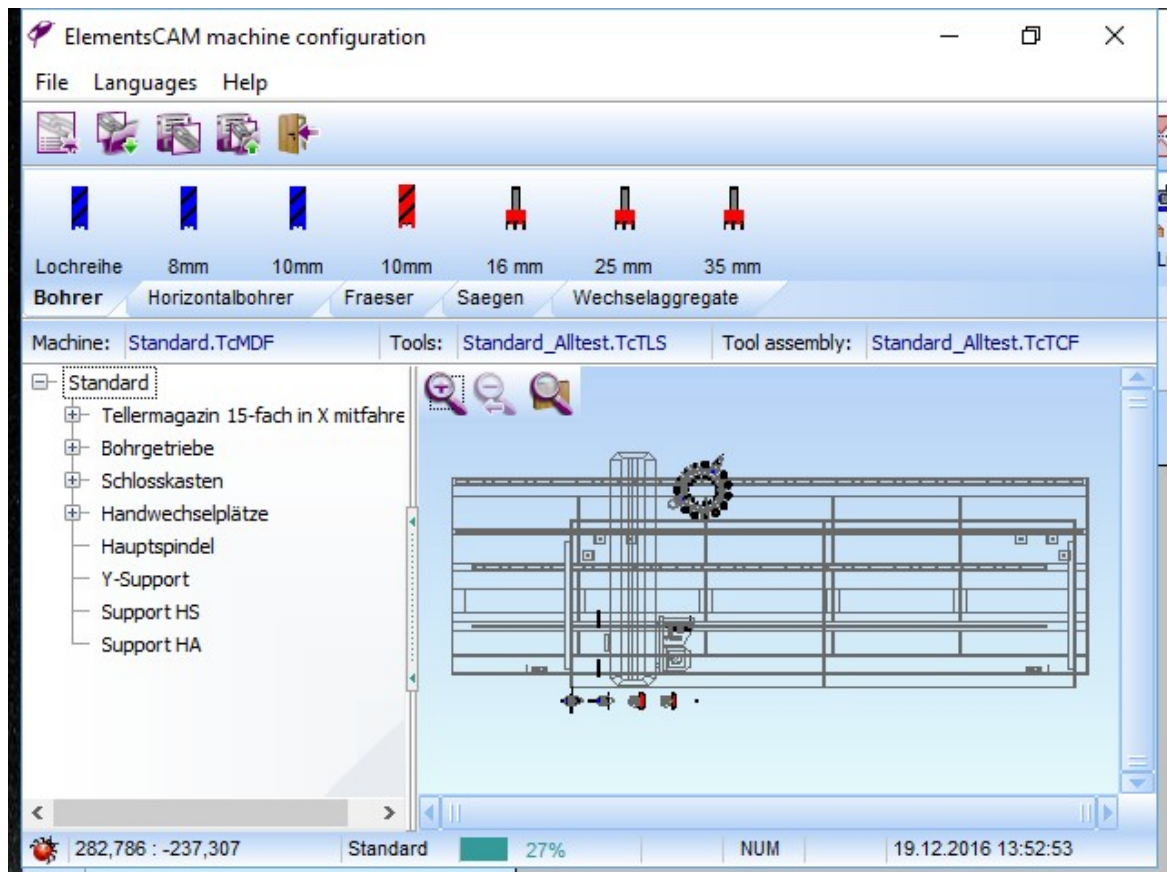 ElementsCAM machine configuration
File Languages Help
Lochreihe 8mm 10mm 10mm 16 mm 25 mm 35 mm
Bohrer Horizontalbohrer Fraeser Saegen Wechselaggregate
Machine: Standard.TcMDF Tools: Standard_Alltest.TcTLS Tool assembly: Standard_Alltest.TcTCF
Standard
Tellermagazin 15-fach in X mitfahre
Bohrgetriebe
Schlosskasten
Handwechselplätze
Hauptspindel
Y-Support
Support HS
Support HA
282,786 : -237,307 Standard 27% NUM 19.12.2016 13:52:53